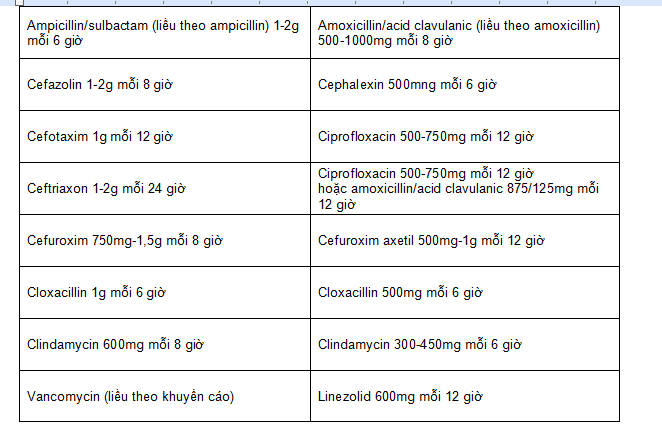 Ampicillin/sulbactam (liều theo ampicillin) 1-2g
mỗi 6 giờ
Amoxicillin/acid clavulanic (liều theo amoxicillin)
500-1000mg mỗi 8 giờ
Cefazolin 1-2g mỗi 8 giờ
Cephalexin 500mng mỗi 6 giờ
Cefotaxim 1g mỗi 12 giờ
Ciprofloxacin 500-750mg mỗi 12 giờ
Ceftriaxon 1-2g mỗi 24 giờ
Ciprofloxacin 500-750mg mỗi 12 giờ
hoặc amoxicillin/acid clavulanic 875/125mg mỗi
12 giờ
Cefuroxim 750mg-1,5g mỗi 8 giờ
Cefuroxim axetil 500mg-1g mỗi 12 giờ
Cloxacillin 1g mỗi 6 giờ
Cloxacillin 500mg mỗi 6 giờ
Clindamycin 600mg mỗi 8 giờ
Clindamycin 300-450mg mỗi 6 giờ
Vancomycin (liều theo khuyến cáo)
Linezolid 600mg mỗi 12 giờ